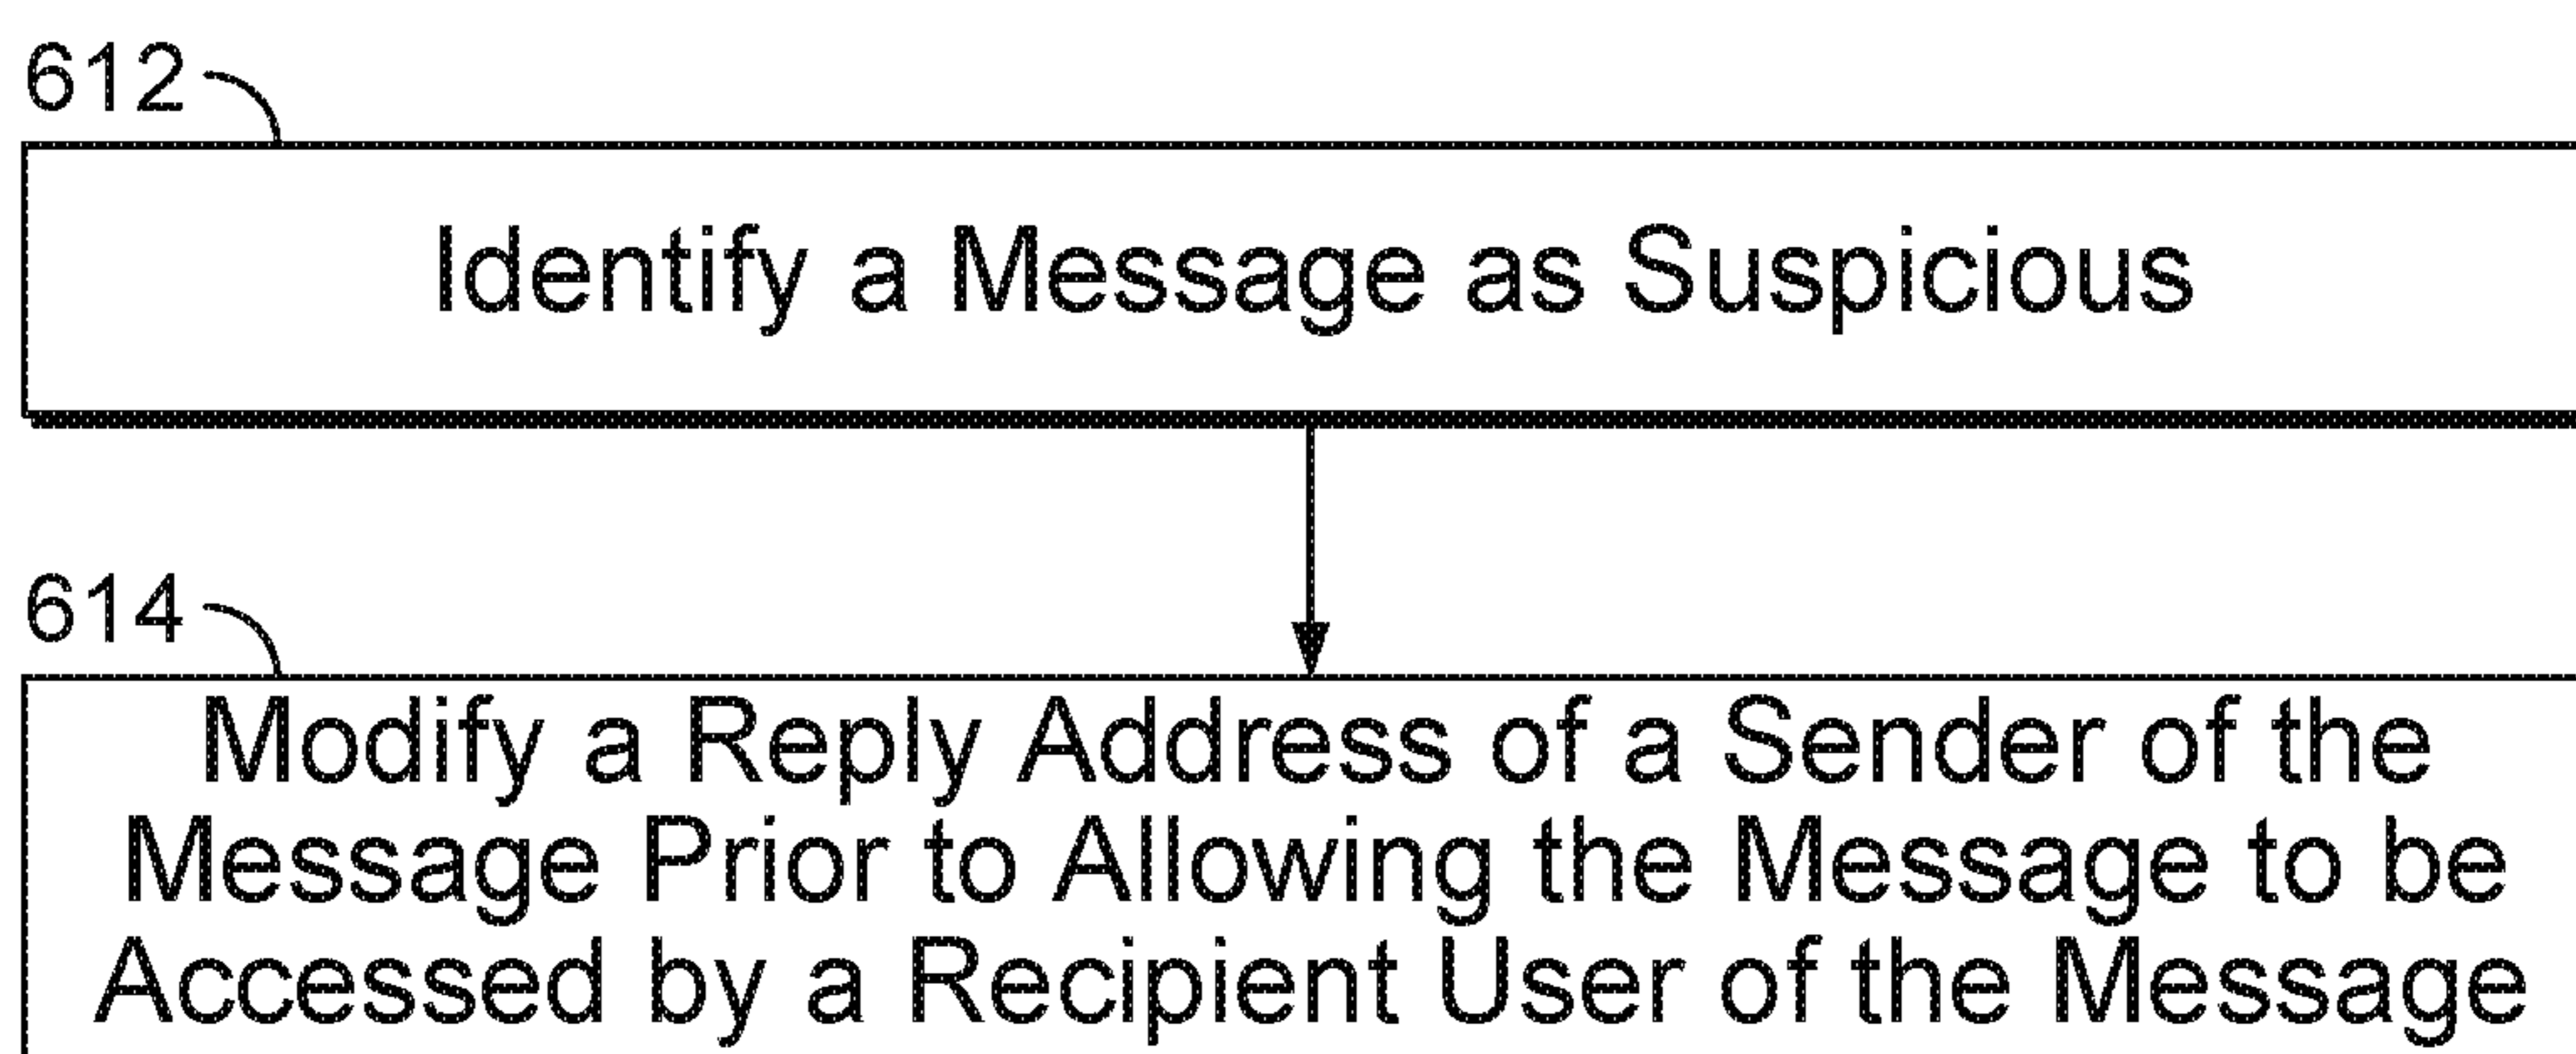 612
Identify a Message as Suspicious
614
Modify a Reply Address of a Sender of the
Message Prior to Allowing the Message to be
Accessed by a Recipient User of the Message